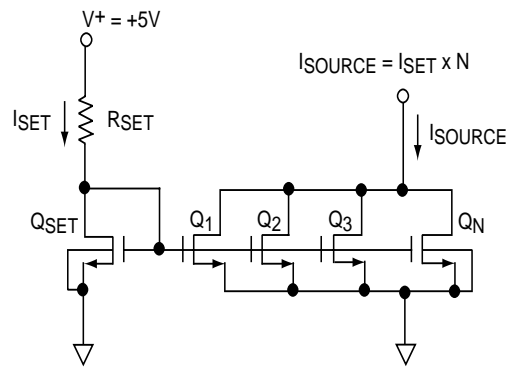 V+ = +5V
ISOURCE = ISET x N
ISET
RSET
ISOURCE
QSET
Q1
Q2
Q3
QN